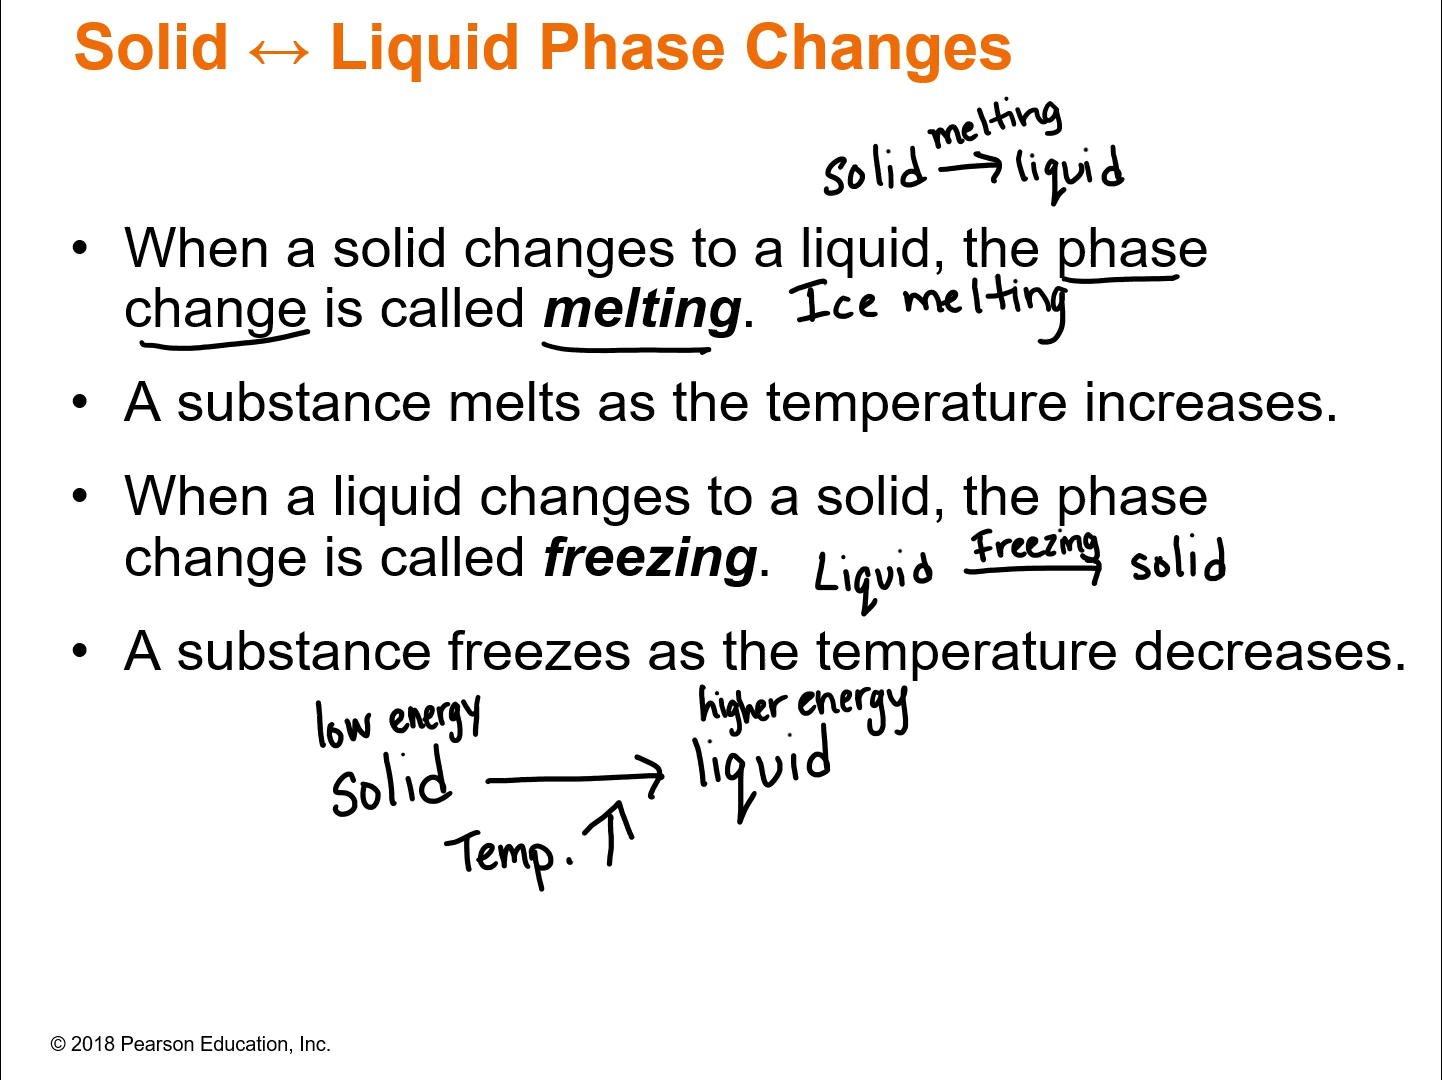 Solid ↔ Liquid Phase Changes
melting
solid → liquid
• When a solid changes to a liquid, the phase
change is called melting. Ice melting
• A substance melts as the temperature increases.
• When a liquid changes to a solid, the phase
change is called freezing. Liquid Freezing → solid
• A substance freezes as the temperature decreases.
low energy higher energy
solid → liquid
Temp. ↑
© 2018 Pearson Education, Inc.